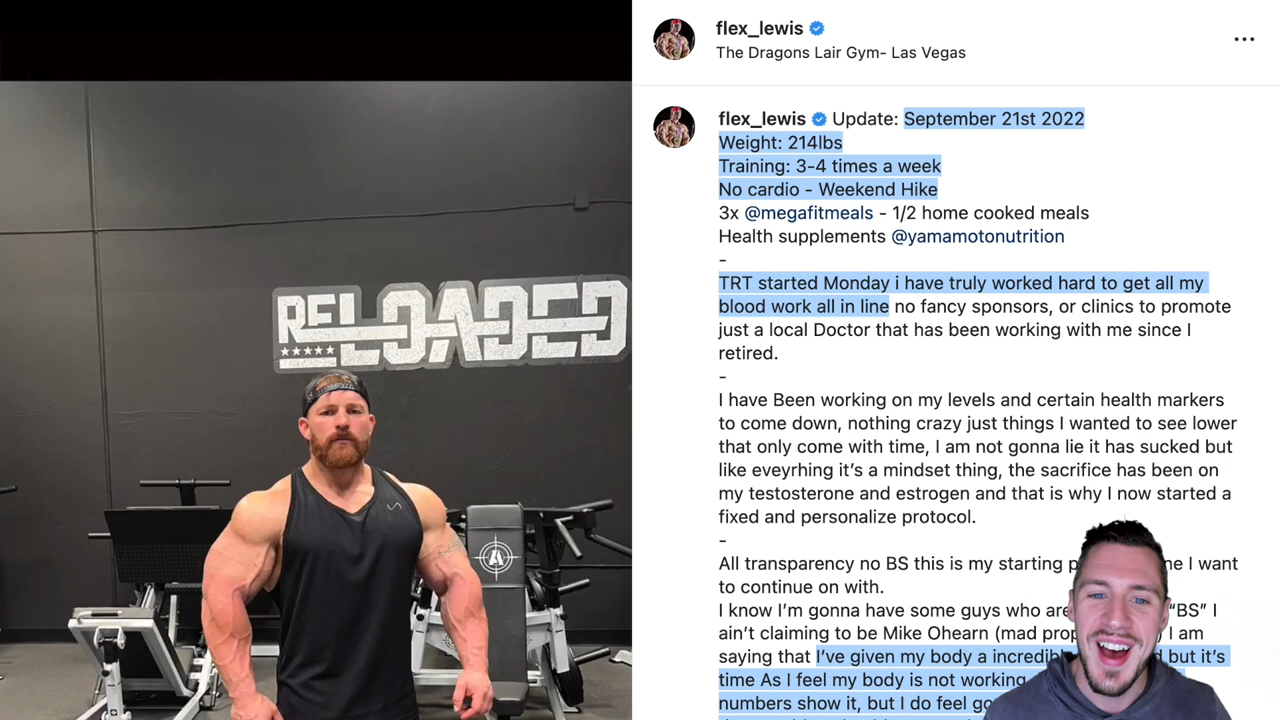 RELOADED
flex_lewis
The Dragons Lair Gym- Las Vegas
flex_lewis Update: September 21st 2022
Weight: 214lbs
Training: 3-4 times a week
No cardio - Weekend Hike
3x @megafitmeals - 1/2 home cooked meals
Health supplements @yamamotonutrition
-
TRT started Monday i have truly worked hard to get all my
blood work all in line no fancy sponsors, or clinics to promote
just a local Doctor that has been working with me since I
retired.
-
I have Been working on my levels and certain health markers
to come down, nothing crazy just things I wanted to see lower
that only come with time, I am not gonna lie it has sucked but
like eveyrhing it’s a mindset thing, the sacrifice has been on
my testosterone and estrogen and that is why I now started a
fixed and personalize protocol.
-
All transparency no BS this is my starting me I want
to continue on with.
I know I’m gonna have some guys who are “BS” I
ain’t claiming to be Mike Ohearn (mad I am
saying that I’ve given my body a but it’s
time As I feel my body is not working
numbers show it, but I do feel